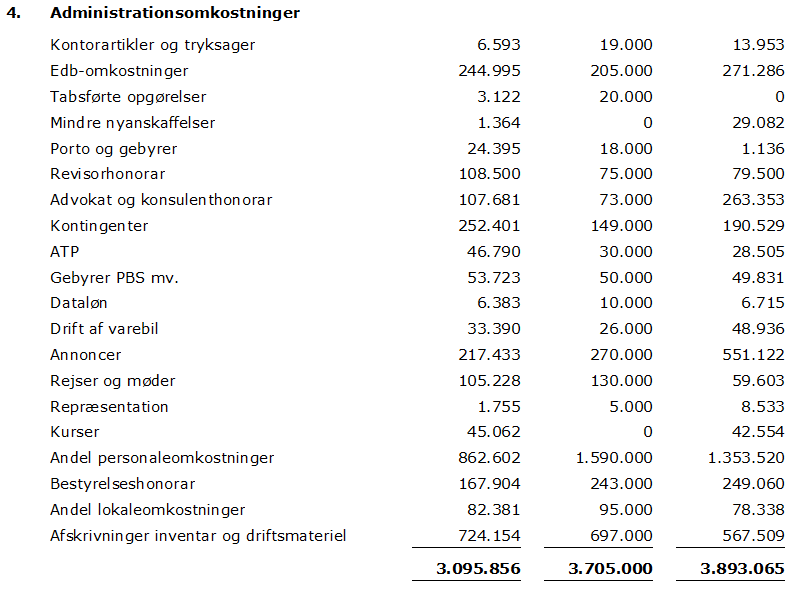 4. Administrationsomkostninger
Kontorartikler og tryksager 6.593 19.000 13.953
Edb-omkostninger 244.995 205.000 271.286
Tabsførte opgørelser 3.122 20.000 0
Mindre nyanskaffelser 1.364 0 29.082
Porto og gebyrer 24.395 18.000 1.136
Revisorhonorar 108.500 75.000 79.500
Advokat og konsulenthonorar 107.681 73.000 263.353
Kontingenter 252.401 149.000 190.529
ATP 46.790 30.000 28.505
Gebyrer PBS mv. 53.723 50.000 49.831
Dataløn 6.383 10.000 6.715
Drift af varebil 33.390 26.000 48.936
Annoncer 217.433 270.000 551.122
Rejser og møder 105.228 130.000 59.603
Repræsentation 1.755 5.000 8.533
Kurser 45.062 0 42.554
Andel personaleomkostninger 862.602 1.590.000 1.353.520
Bestyrelseshonorar 167.904 243.000 249.060
Andel lokaleomkostninger 82.381 95.000 78.338
Afskrivninger inventar og driftsmateriel 724.154 697.000 567.509
3.095.856 3.705.000 3.893.065